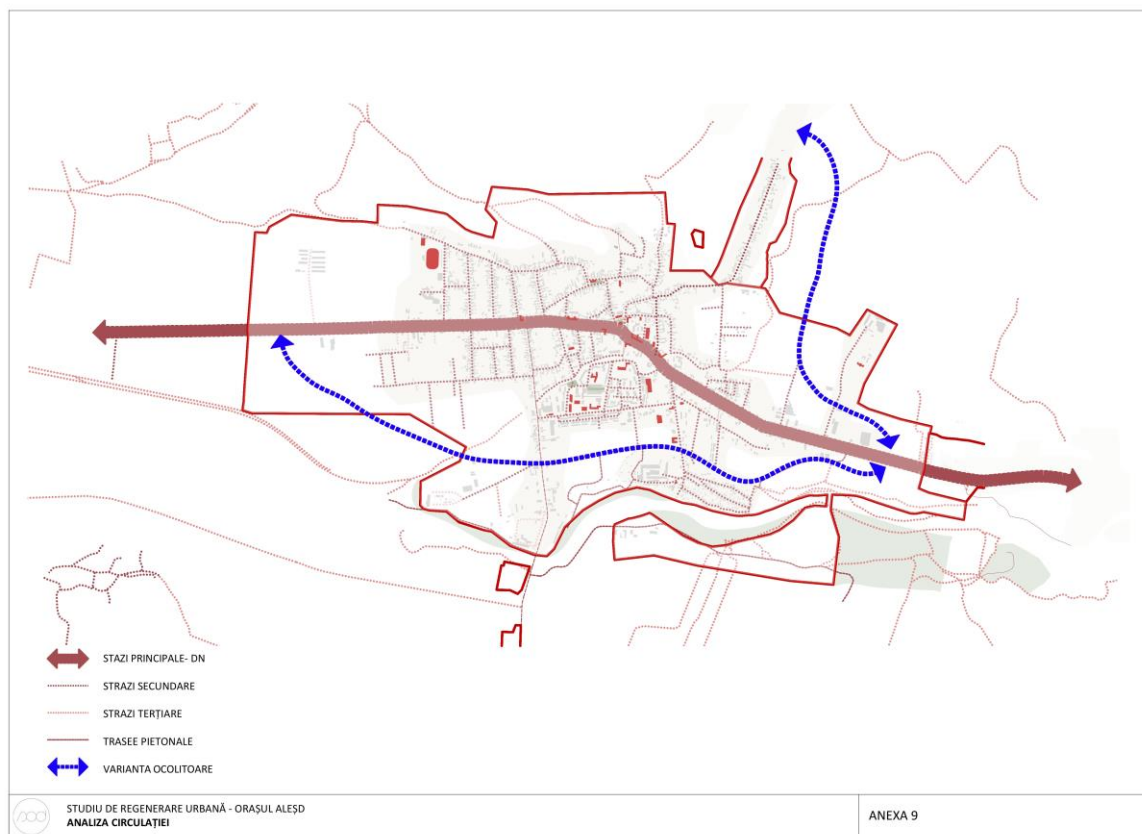 STAZI PRINCIPALE- DN
STRAZI SECUNDARE
STRAZI TERȚIARE
TRASEE PIETONALE
VARIANTA OCOLITOARE
STUDIU DE REGENERARE URBANĂ - ORAȘUL ALEȘD
ANALIZA CIRCULAȚIEI
ANEXA 9